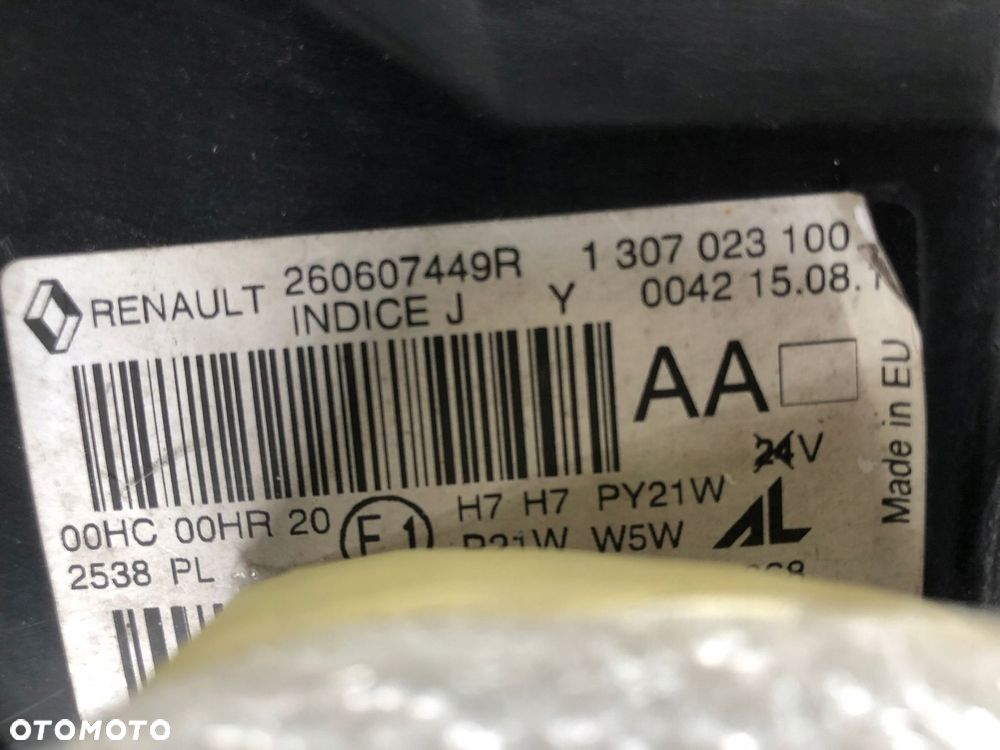 RENAULT 260607449R 1 307 023 100
INDICE J Y 0042 15.08.
AA
24V
00HC 00HR 20 E1 H7 H7 PY21W
2538 PL W5W AL
Made in EU
OTOMOTO